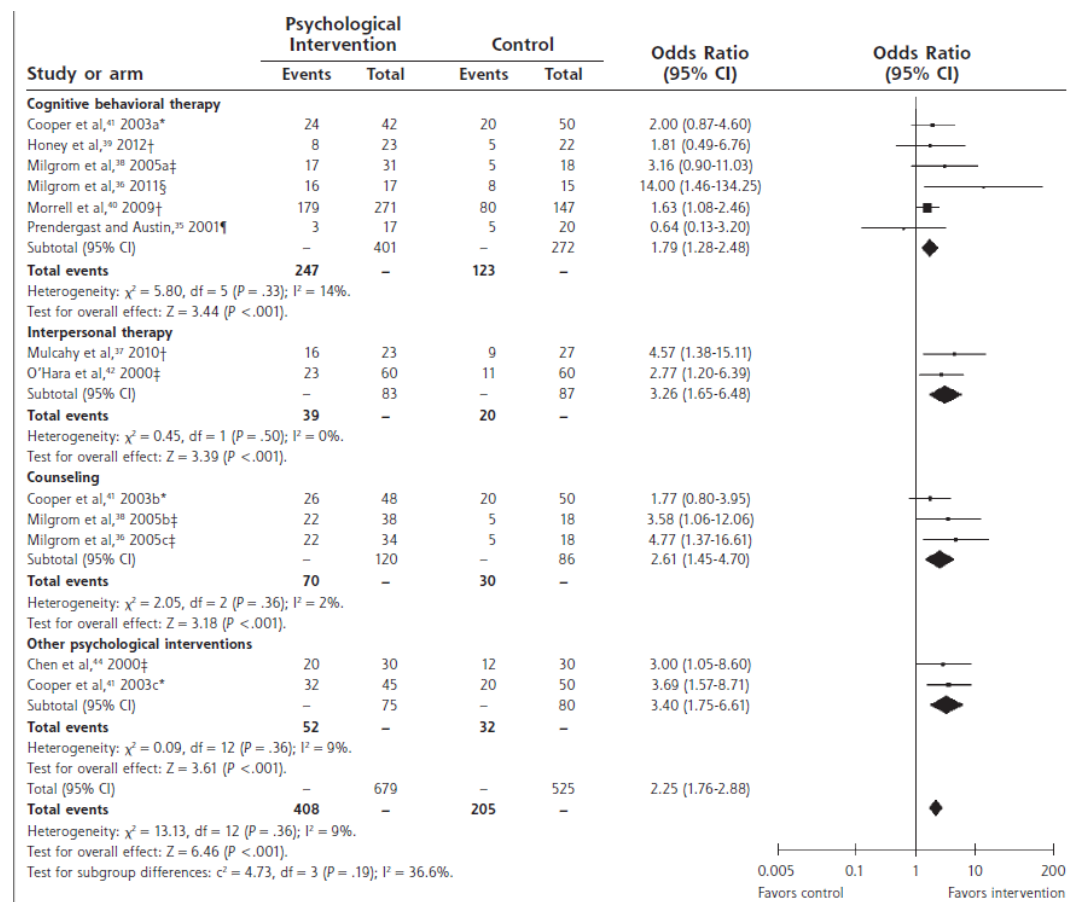 Psychological Intervention Control Odds Ratio (95% CI) Odds Ratio (95% CI)
Study or arm Events Total Events Total
Cognitive behavioral therapy
Cooper et al,⁴¹ 2003a* 24 42 20 50 2.00 (0.87-4.60)
Honey et al,³⁹ 2012† 8 23 5 22 1.81 (0.49-6.76)
Milgrom et al,³⁸ 2005a‡ 17 31 5 18 3.16 (0.90-11.03)
Milgrom et al,³⁶ 2011§ 16 17 8 15 14.00 (1.46-134.25)
Morrell et al,⁴⁰ 2009† 179 271 80 147 1.63 (1.08-2.46)
Prendergast and Austin,³⁵ 2001¶ 3 17 5 20 0.64 (0.13-3.20)
Subtotal (95% CI) – 401 – 272 1.79 (1.28-2.48)
Total events 247 – 123 –
Heterogeneity: χ² = 5.80, df = 5 (P = .33); I² = 14%.
Test for overall effect: Z = 3.44 (P <.001).
Interpersonal therapy
Mulcahy et al,³⁷ 2010† 16 23 9 27 4.57 (1.38-15.11)
O’Hara et al,⁴² 2000‡ 23 60 11 60 2.77 (1.20-6.39)
Subtotal (95% CI) – 83 – 87 3.26 (1.65-6.48)
Total events 39 – 20 –
Heterogeneity: χ² = 0.45, df = 1 (P = .50); I² = 0%.
Test for overall effect: Z = 3.39 (P <.001).
Counseling
Cooper et al,⁴¹ 2003b* 26 48 20 50 1.77 (0.80-3.95)
Milgrom et al,³⁸ 2005b‡ 22 38 5 18 3.58 (1.06-12.06)
Milgrom et al,³⁶ 2005c‡ 22 34 5 18 4.77 (1.37-16.61)
Subtotal (95% CI) – 120 – 86 2.61 (1.45-4.70)
Total events 70 – 30 –
Heterogeneity: χ² = 2.05, df = 2 (P = .36); I² = 2%.
Test for overall effect: Z = 3.18 (P <.001).
Other psychological interventions
Chen et al,⁴⁴ 2000‡ 20 30 12 30 3.00 (1.05-8.60)
Cooper et al,⁴¹ 2003c* 32 45 20 50 3.69 (1.57-8.71)
Subtotal (95% CI) – 75 – 80 3.40 (1.75-6.61)
Total events 52 – 32 –
Heterogeneity: χ² = 0.09, df = 12 (P = .36); I² = 9%.
Test for overall effect: Z = 3.61 (P <.001).
Total (95% CI) – 679 – 525 2.25 (1.76-2.88)
Total events 408 – 205 –
Heterogeneity: χ² = 13.13, df = 12 (P = .36); I² = 9%.
Test for overall effect: Z = 6.46 (P <.001).
Test for subgroup differences: c² = 4.73, df = 3 (P = .19); I² = 36.6%.
0.005 0.1 1 10 200
Favors control Favors intervention